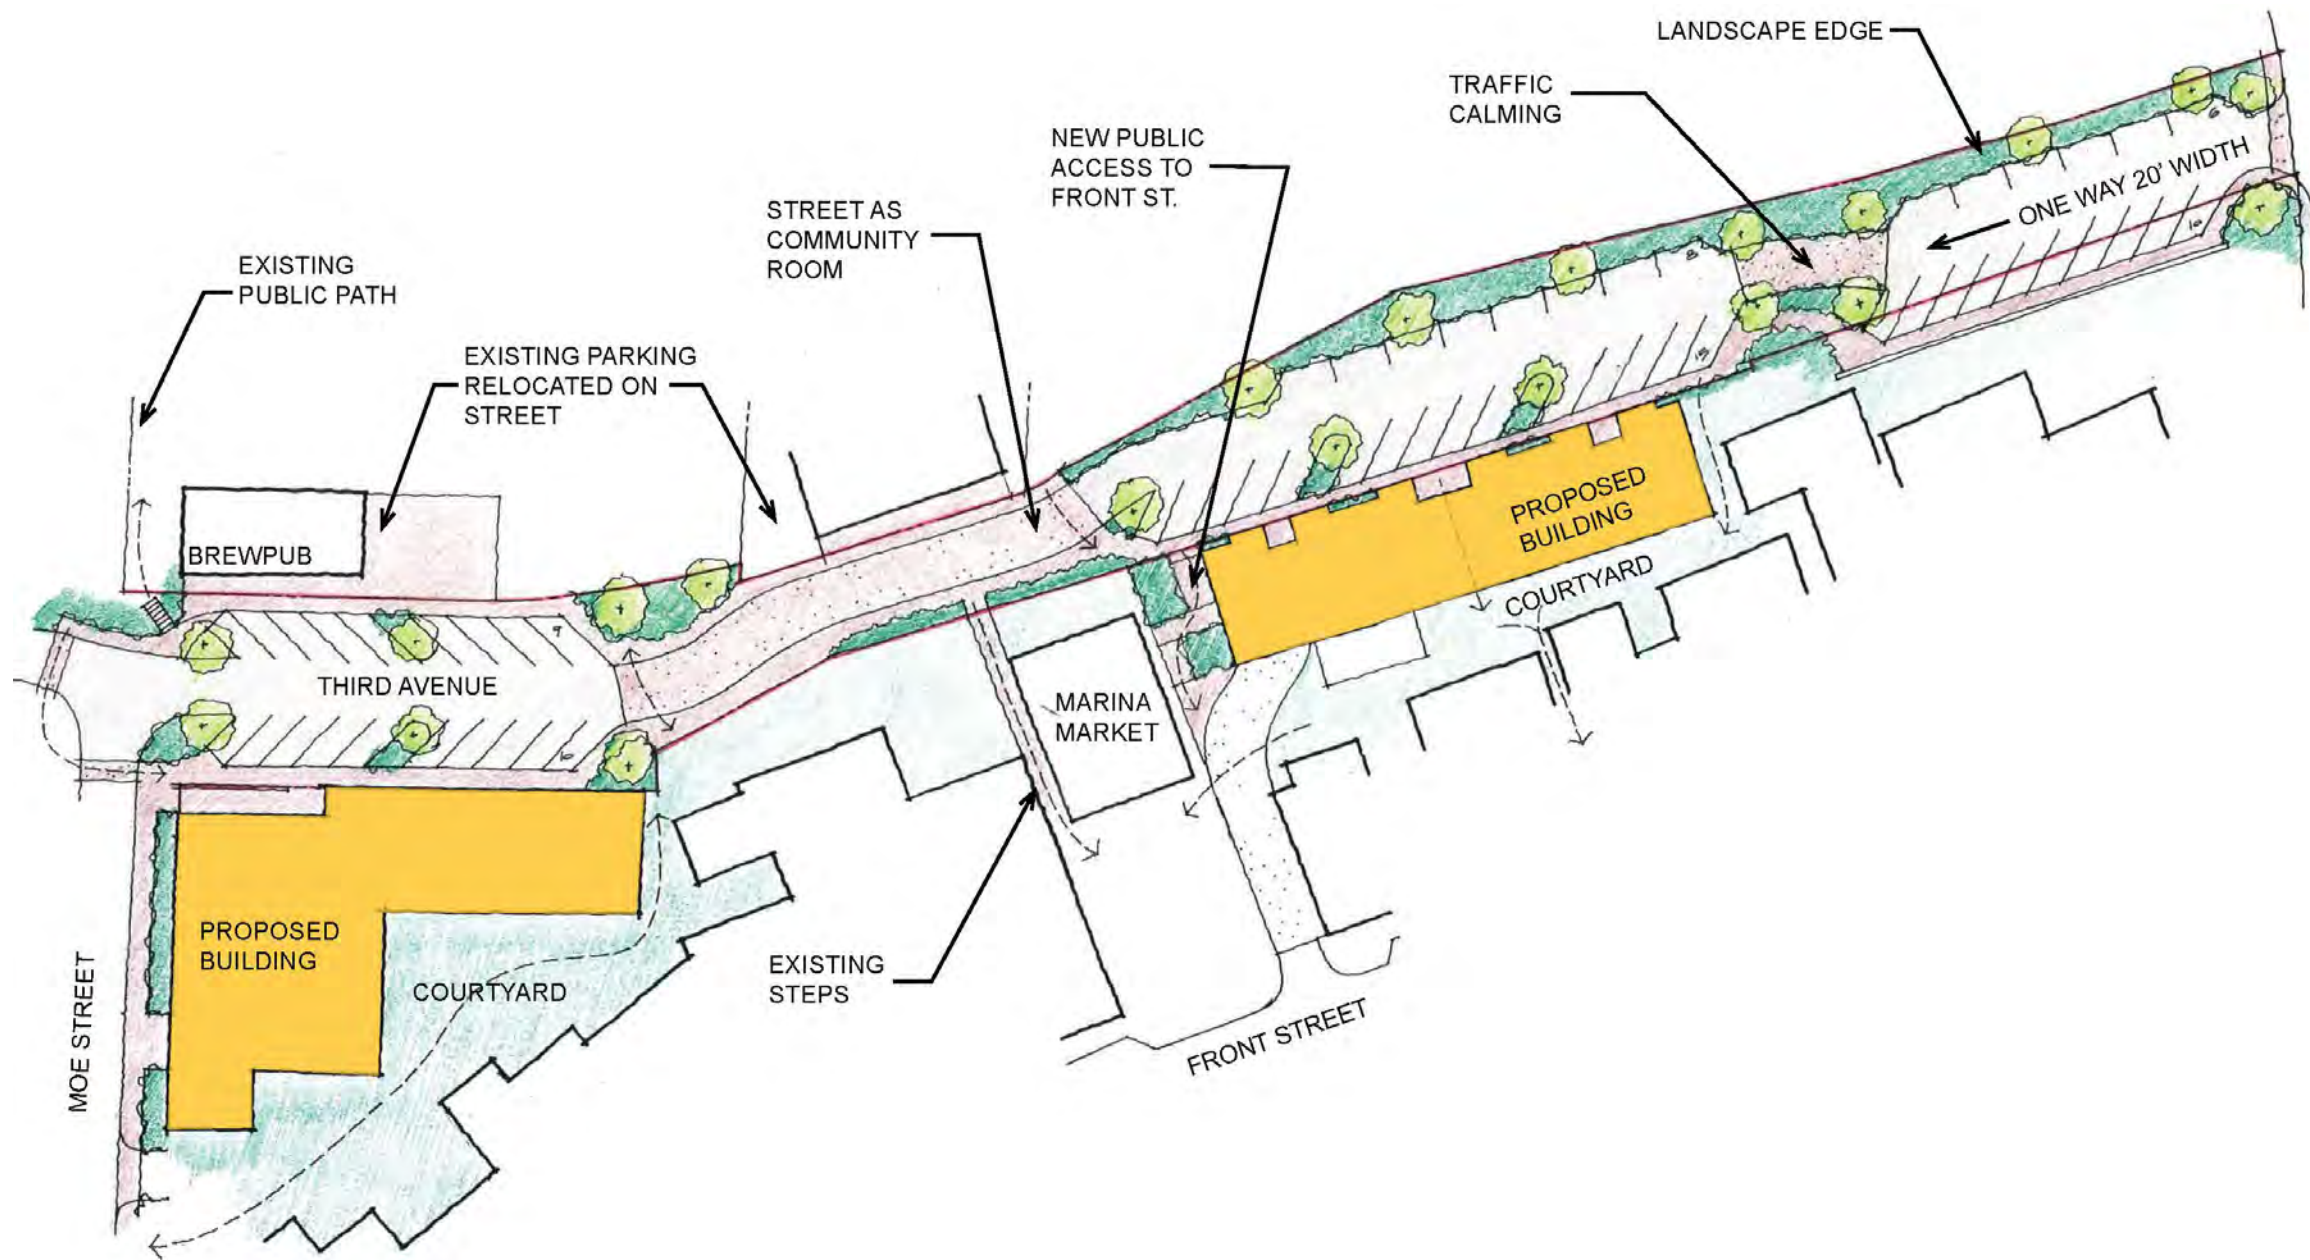 LANDSCAPE EDGE
TRAFFIC
CALMING
NEW PUBLIC
ACCESS TO
FRONT ST.
ONE WAY 20' WIDTH
STREET AS
COMMUNITY
ROOM
EXISTING
PUBLIC PATH
EXISTING PARKING
RELOCATED ON
STREET
BREWPUB
PROPOSED
BUILDING
COURTYARD
THIRD AVENUE
MARINA
MARKET
PROPOSED
BUILDING
COURTYARD
EXISTING
STEPS
MOE STREET
FRONT STREET